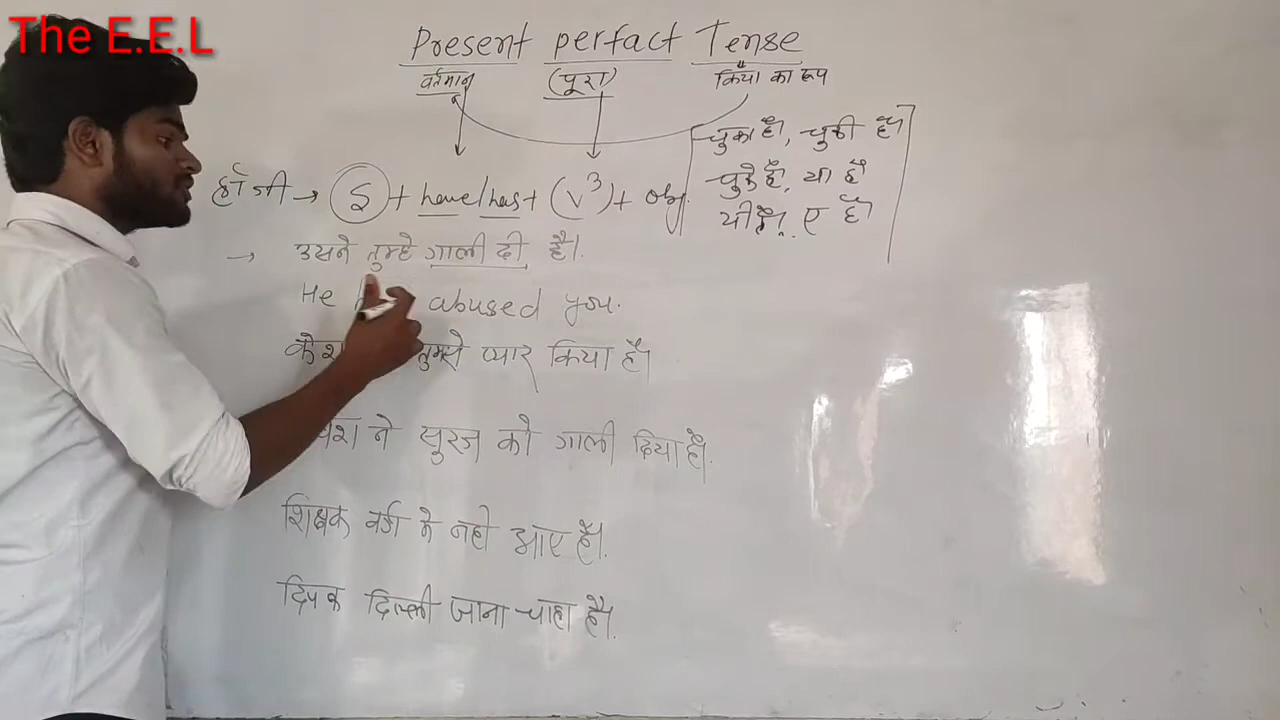 The E.E.L
Present perfact Tense
वर्तमान (पूरा) क्रिया का रूप
चुका है, चुकी है।
चुके हैं, या है
यी है, ए है।
→ S + have/has + (V3) + obj.
→ उसने तुम्हे गाली दी है।
He abused you.
तुमसे प्यार किया है।
ने सुरज को गाली दिया है।
शिक्षक वर्ग मे नही आए है।
दिपक दिल्ली जाना चाहा है।